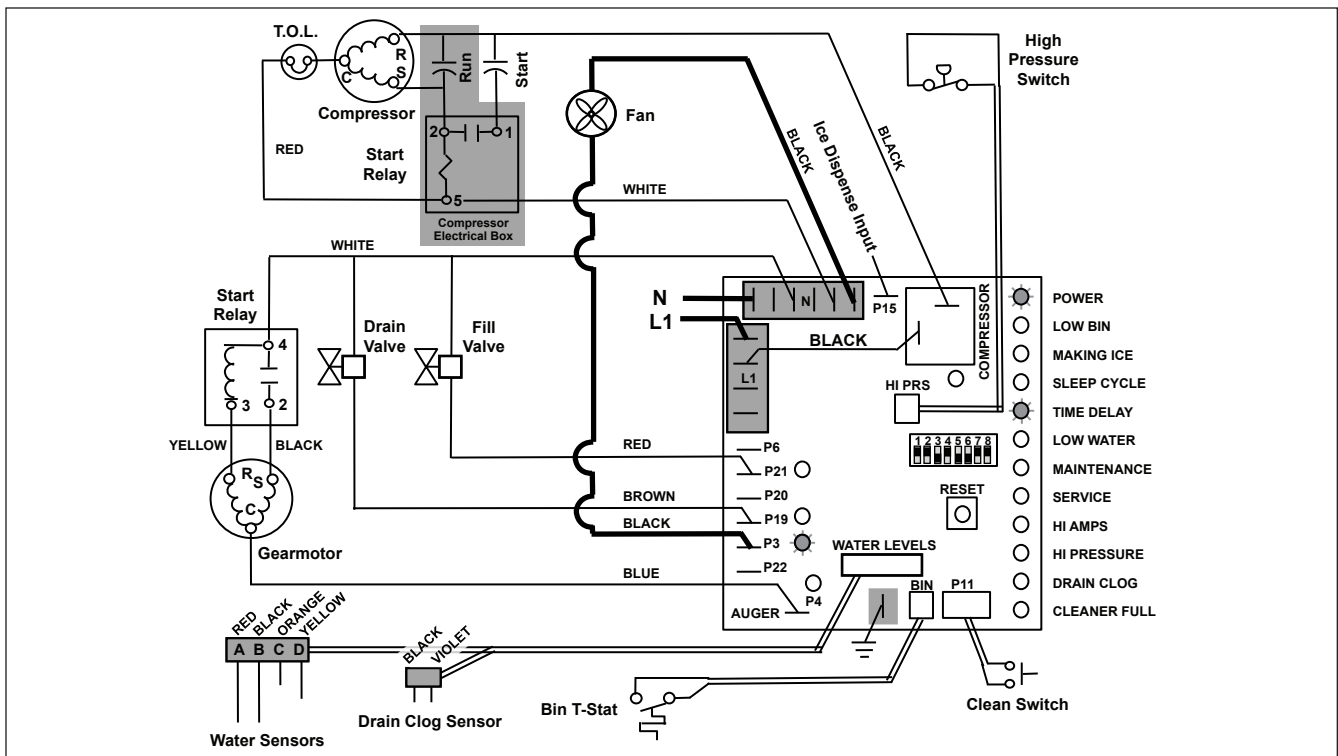 T.O.L.
R
C
S
Compressor
Run
Start
High
Pressure
Switch
Fan
BLACK
Ice Dispense Input
BLACK
RED
2
1
Start
Relay
5
Compressor
Electrical Box
WHITE
WHITE
N
L1
N
P15
COMPRESSOR
BLACK
L1
HI PRS
POWER
LOW BIN
MAKING ICE
SLEEP CYCLE
TIME DELAY
LOW WATER
MAINTENANCE
SERVICE
HI AMPS
HI PRESSURE
DRAIN CLOG
CLEANER FULL
Start
Relay
4
3
2
Drain
Valve
Fill
Valve
YELLOW
BLACK
R
S
C
Gearmotor
RED
BROWN
BLACK
BLUE
P6
P21
P20
P19
P3
P22
P4
AUGER
1 2 3 4 5 6 7 8
RESET
WATER LEVELS
BIN
P11
RED
BLACK
ORANGE
YELLOW
A B C D
Water Sensors
BLACK
VIOLET
Drain Clog Sensor
Bin T-Stat
Clean Switch